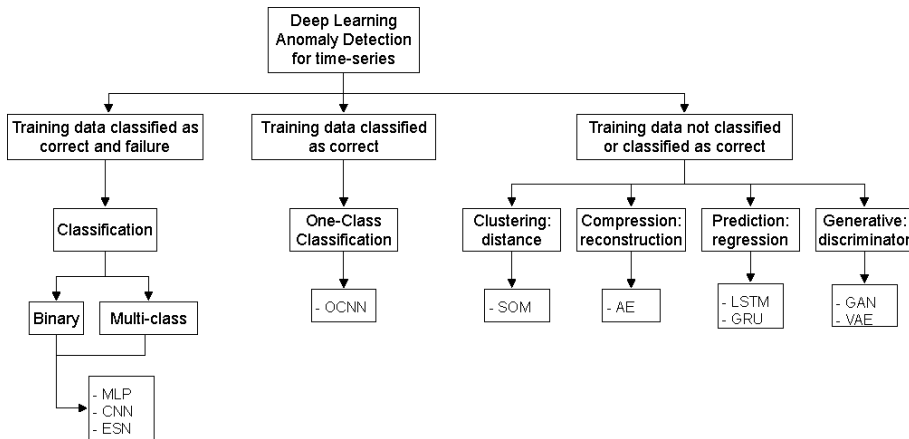 Deep Learning
Anomaly Detection
for time-series
Training data classified as
correct and failure
Training data classified
as correct
Training data not classified
or classified as correct
Classification
One-Class
Classification
Clustering:
distance
Compression:
reconstruction
Prediction:
regression
Generative:
discriminator
Binary
Multi-class
- OCNN
- SOM
- AE
- LSTM
- GRU
- GAN
- VAE
- MLP
- CNN
- ESN